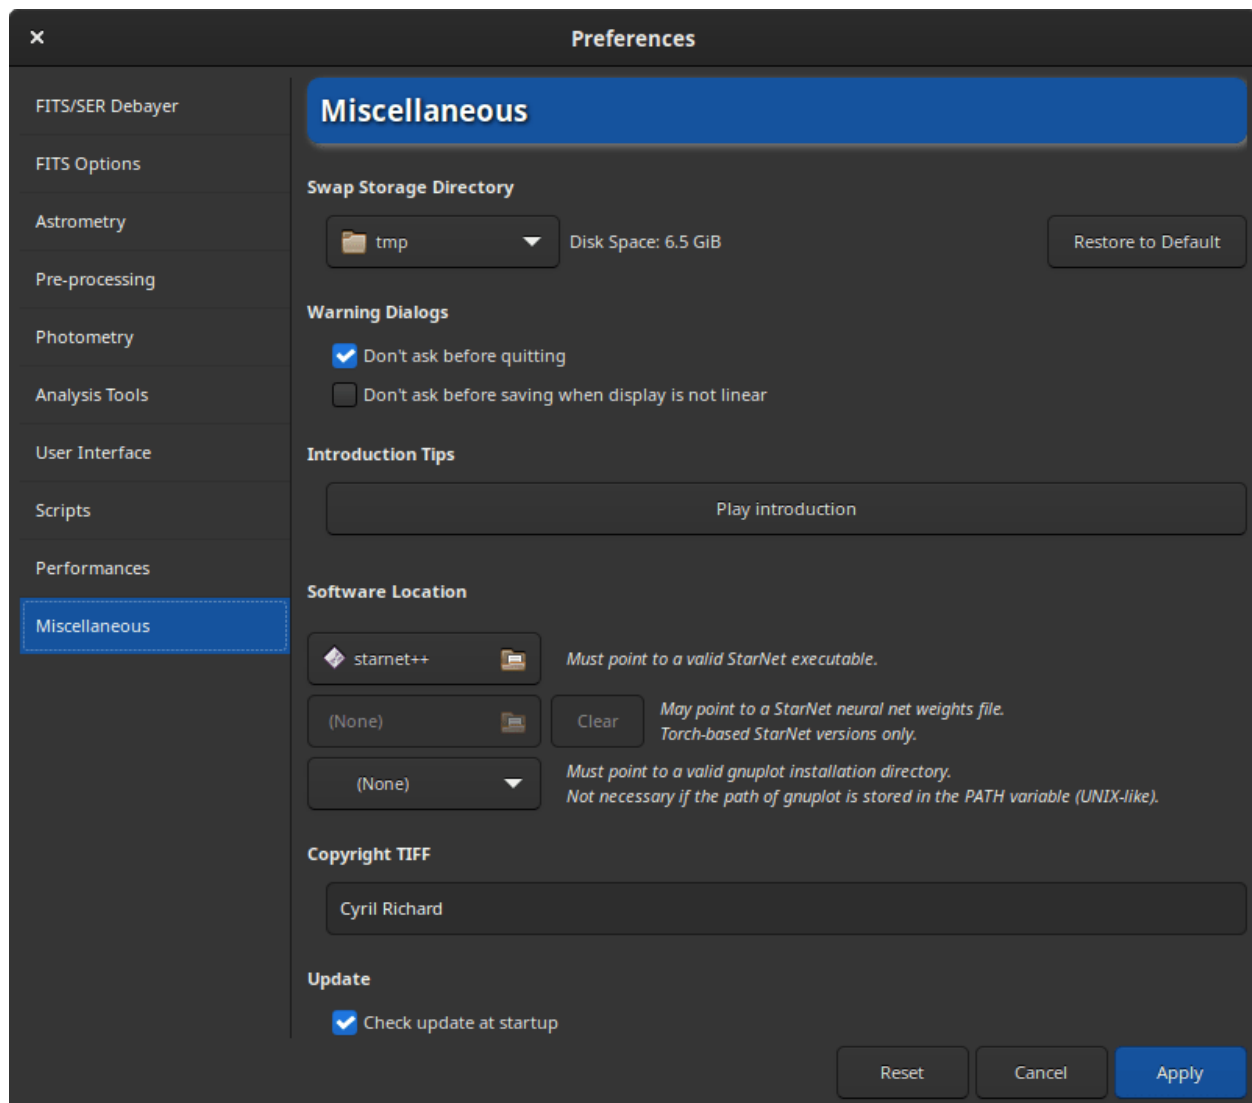 Preferences
FITS/SER Debayer
FITS Options
Astrometry
Pre-processing
Photometry
Analysis Tools
User Interface
Scripts
Performances
Miscellaneous
Miscellaneous
Swap Storage Directory
tmp
Disk Space: 6.5 GiB
Restore to Default
Warning Dialogs
Don't ask before quitting
Don't ask before saving when display is not linear
Introduction Tips
Play introduction
Software Location
starnet++
Must point to a valid StarNet executable.
(None)
Clear
May point to a StarNet neural net weights file.
Torch-based StarNet versions only.
(None)
Must point to a valid gnuplot installation directory.
Not necessary if the path of gnuplot is stored in the PATH variable (UNIX-like).
Copyright TIFF
Cyril Richard
Update
Check update at startup
Reset
Cancel
Apply